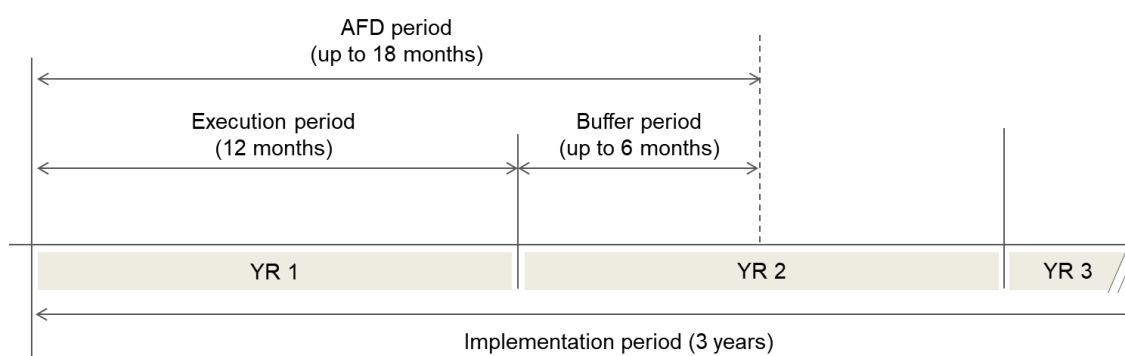 AFD period
(up to 18 months)
Execution period
(12 months)
Buffer period
(up to 6 months)
YR 1
YR 2
YR 3
Implementation period (3 years)